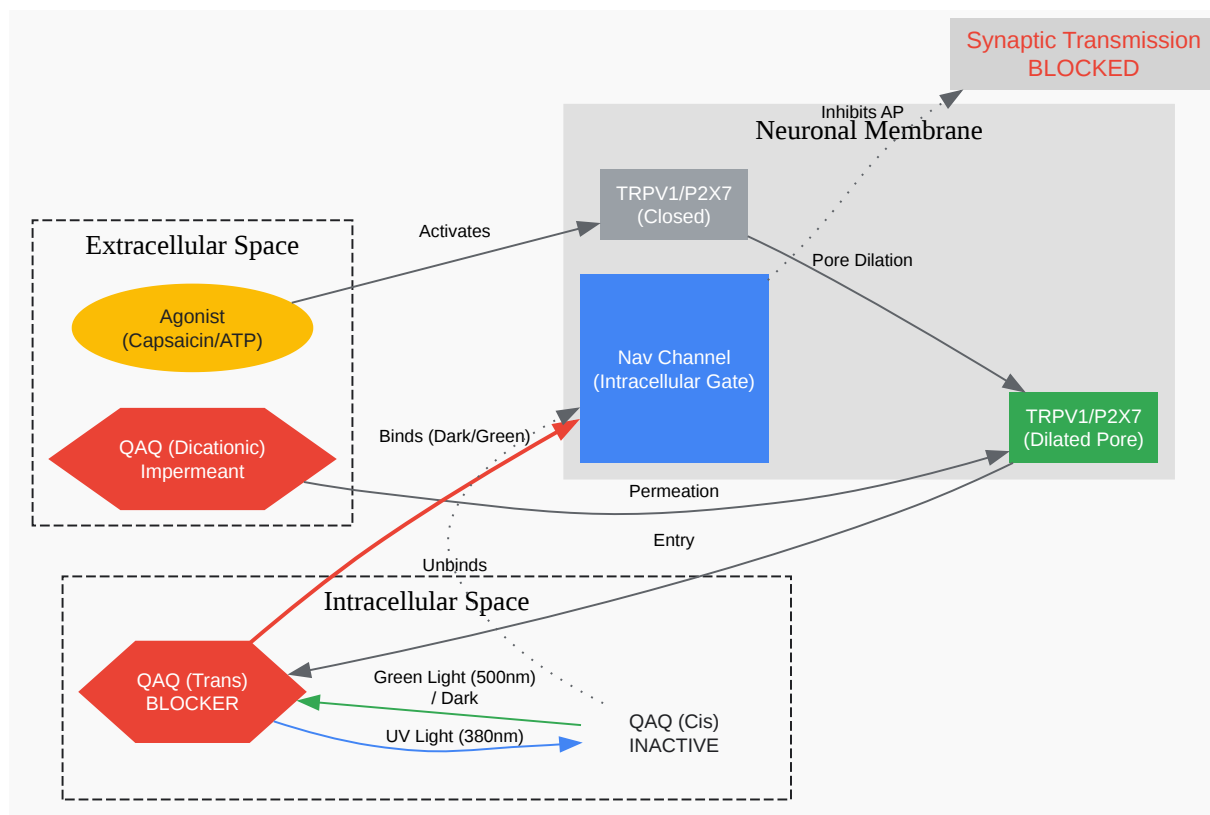 Synaptic Transmission
BLOCKED
Inhibits AP
Neuronal Membrane
TRPV1/P2X7
(Closed)
Activates
Extracellular Space
Pore Dilation
Agonist
(Capsaicin/ATP)
Nav Channel
(Intracellular Gate)
TRPV1/P2X7
(Dilated Pore)
Binds (Dark/Green)
QAQ (Dicationic)
Impermeant
Permeation
Entry
Unbinds
Intracellular Space
QAQ (Trans)
BLOCKER
Green Light (500nm)
/ Dark
UV Light (380nm)
QAQ (Cis)
INACTIVE